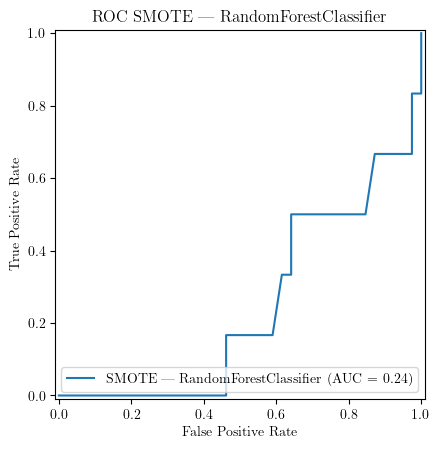 ROC SMOTE — RandomForestClassifier
1.0
0.8
0.6
0.4
0.2
0.0
True Positive Rate
SMOTE — RandomForestClassifier (AUC = 0.24)
0.0 0.2 0.4 0.6 0.8 1.0
False Positive Rate